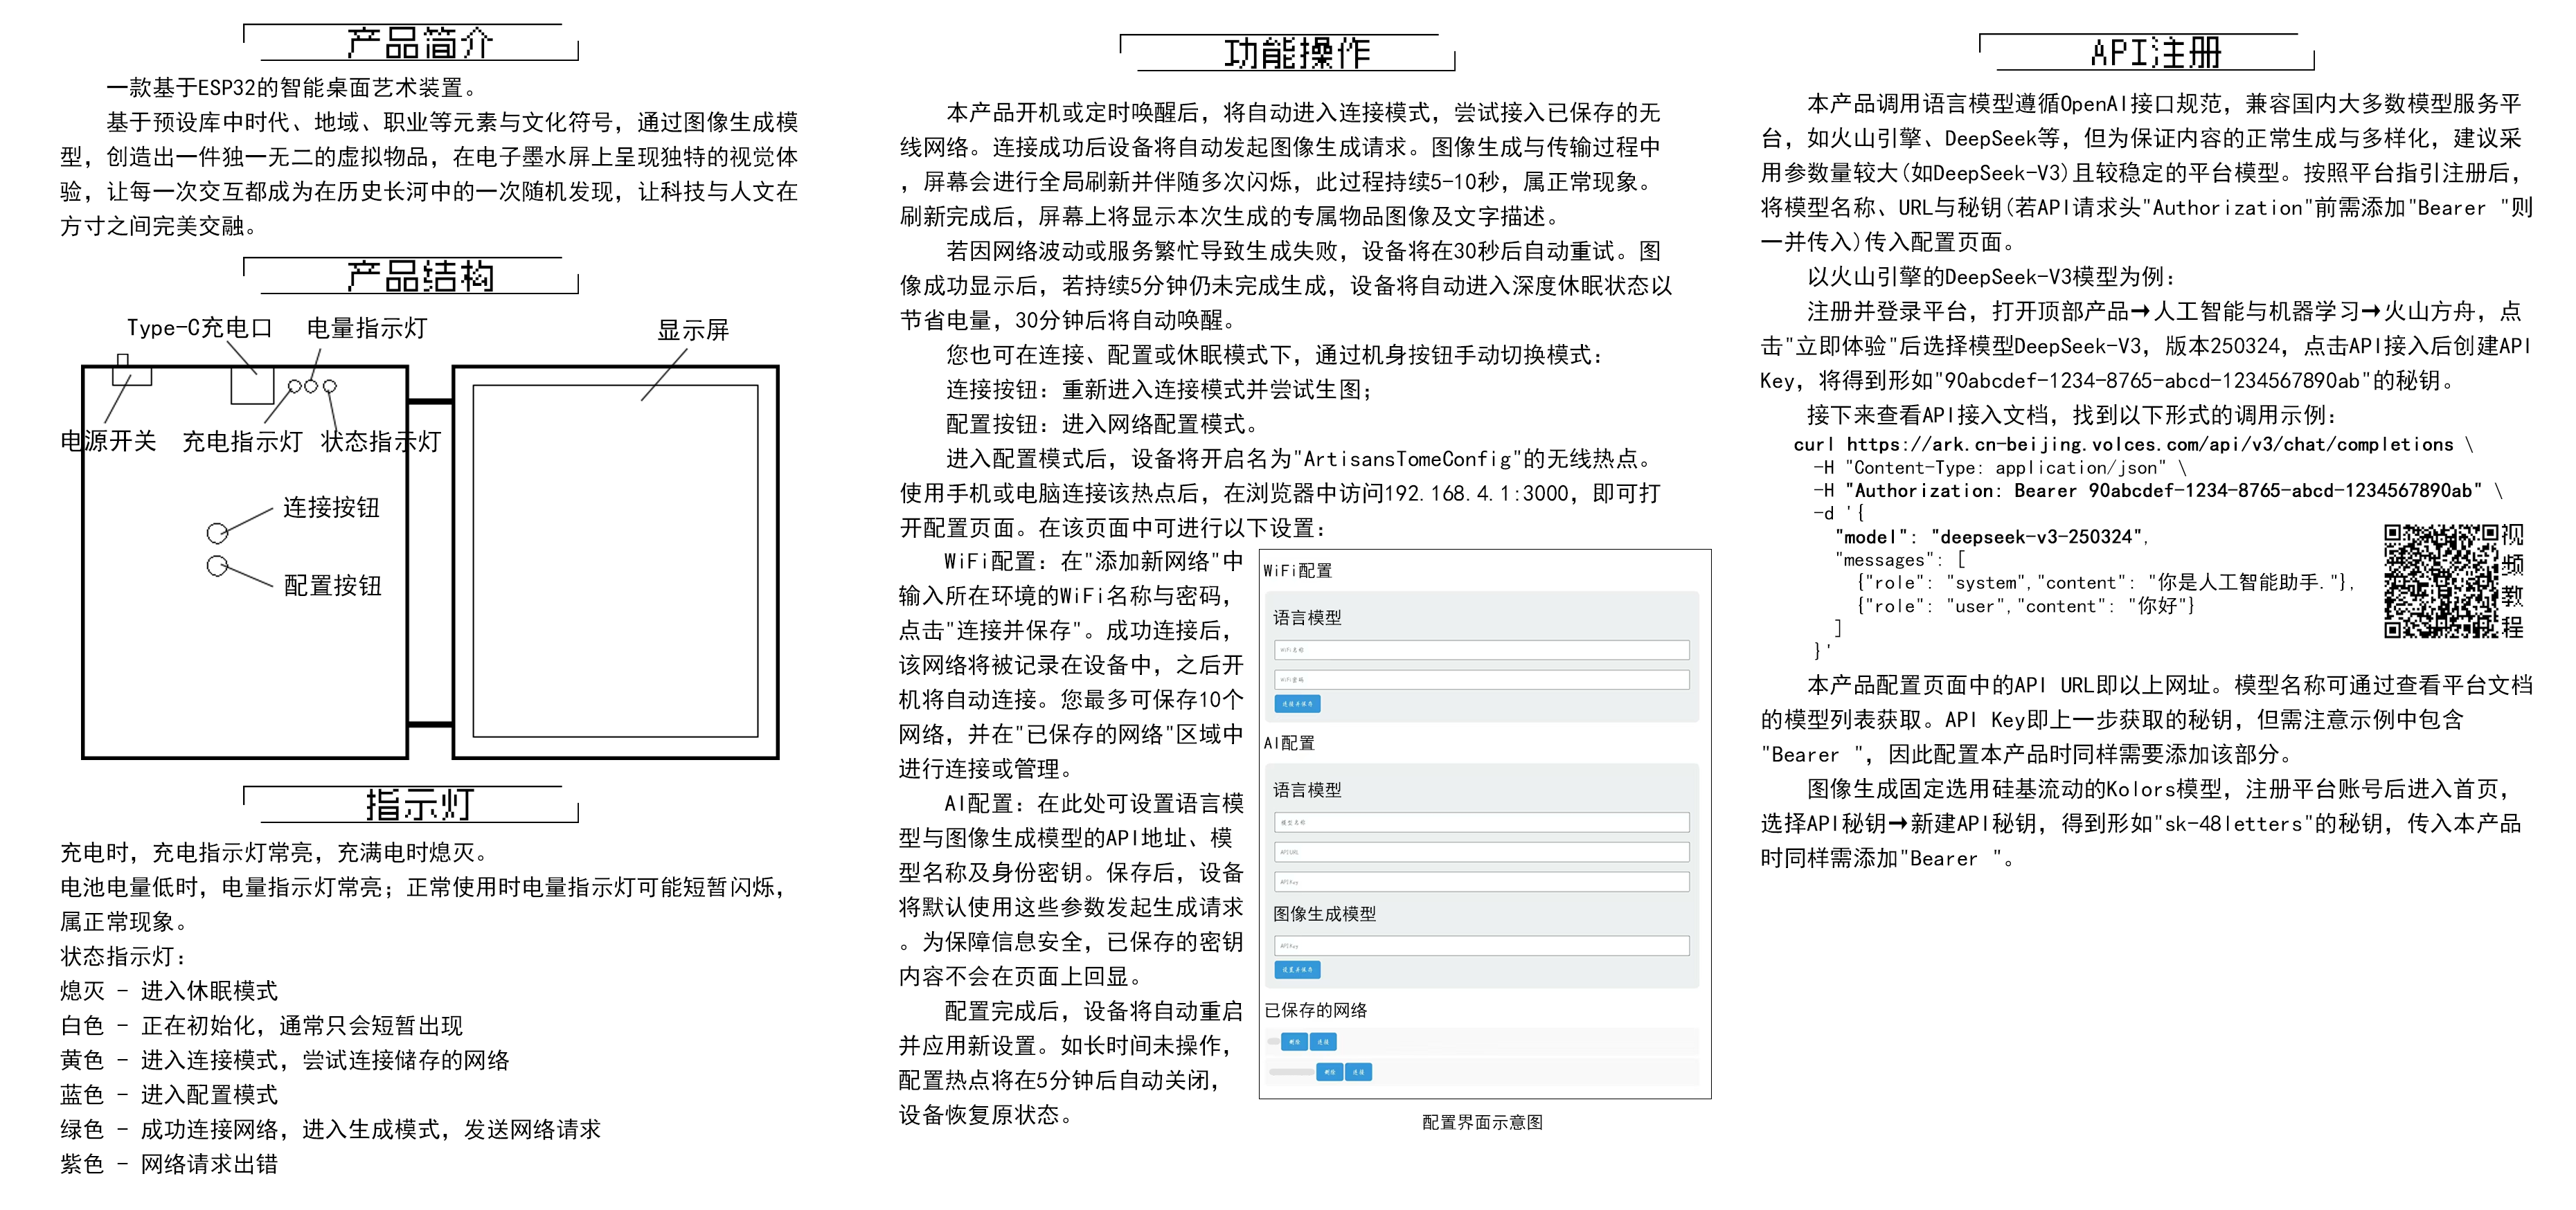 产品简介
一款基于ESP32的智能桌面艺术装置。
基于预设库中时代、地域、职业等元素与文化符号，通过图像生成模
型，创造出一件独一无二的虚拟物品，在电子墨水屏上呈现独特的视觉体
验，让每一次交互都成为在历史长河中的一次随机发现，让科技与人文在
方寸之间完美交融。
产品结构
Type-C充电口
电量指示灯
显示屏
电源开关
充电指示灯
状态指示灯
连接按钮
配置按钮
指示灯
充电时，充电指示灯常亮，充满电时熄灭。
电池电量低时，电量指示灯常亮；正常使用时电量指示灯可能短暂闪烁，
属正常现象。
状态指示灯：
熄灭 - 进入休眠模式
白色 - 正在初始化，通常只会短暂出现
黄色 - 进入连接模式，尝试连接储存的网络
蓝色 - 进入配置模式
绿色 - 成功连接网络，进入生成模式，发送网络请求
紫色 - 网络请求出错
功能操作
本产品开机或定时唤醒后，将自动进入连接模式，尝试接入已保存的无
线网络。连接成功后设备将自动发起图像生成请求。图像生成与传输过程中
，屏幕会进行全局刷新并伴随多次闪烁，此过程持续5-10秒，属正常现象。
刷新完成后，屏幕上将显示本次生成的专属物品图像及文字描述。
若因网络波动或服务繁忙导致生成失败，设备将在30秒后自动重试。图
像成功显示后，若持续5分钟仍未完成生成，设备将自动进入深度休眠状态以
节省电量，30分钟后将自动唤醒。
您也可在连接、配置或休眠模式下，通过机身按钮手动切换模式：
连接按钮：重新进入连接模式并尝试生图；
配置按钮：进入网络配置模式。
进入配置模式后，设备将开启名为"ArtisansTomeConfig"的无线热点。
使用手机或电脑连接该热点后，在浏览器中访问192.168.4.1:3000，即可打
开配置页面。在该页面中可进行以下设置：
WiFi配置：在"添加新网络"中
输入所在环境的WiFi名称与密码，
点击"连接并保存"。成功连接后，
该网络将被记录在设备中，之后开
机将自动连接。您最多可保存10个
网络，并在"已保存的网络"区域中
进行连接或管理。
AI配置：在此处可设置语言模
型与图像生成模型的API地址、模
型名称及身份密钥。保存后，设备
将默认使用这些参数发起生成请求
。为保障信息安全，已保存的密钥
内容不会在页面上回显。
配置完成后，设备将自动重启
并应用新设置。如长时间未操作，
配置热点将在5分钟后自动关闭，
设备恢复原状态。
WiFi配置
语言模型
WiFi名称
WiFi密码
连接并保存
AI配置
语言模型
模型名称
APIURL
APIKey
图像生成模型
APIKey
设置并保存
已保存的网络
删除 连接
删除 连接
配置界面示意图
API注册
本产品调用语言模型遵循OpenAI接口规范，兼容国内大多数模型服务平
台，如火山引擎、DeepSeek等，但为保证内容的正常生成与多样化，建议采
用参数量较大(如DeepSeek-V3)且较稳定的平台模型。按照平台指引注册后，
将模型名称、URL与秘钥(若API请求头"Authorization"前需添加"Bearer "则
一并传入)传入配置页面。
以火山引擎的DeepSeek-V3模型为例：
注册并登录平台，打开顶部产品→人工智能与机器学习→火山方舟，点
击"立即体验"后选择模型DeepSeek-V3，版本250324，点击API接入后创建API
Key，将得到形如"90abcdef-1234-8765-abcd-1234567890ab"的秘钥。
接下来查看API接入文档，找到以下形式的调用示例：
curl https://ark.cn-beijing.volces.com/api/v3/chat/completions \
-H "Content-Type: application/json" \
-H "Authorization: Bearer 90abcdef-1234-8765-abcd-1234567890ab" \
-d '{
"model": "deepseek-v3-250324",
"messages": [
{"role": "system","content": "你是人工智能助手."},
{"role": "user","content": "你好"}
]
}'
视频教程
本产品配置页面中的API URL即以上网址。模型名称可通过查看平台文档
的模型列表获取。API Key即上一步获取的秘钥，但需注意示例中包含
"Bearer "，因此配置本产品时同样需要添加该部分。
图像生成固定选用硅基流动的Kolors模型，注册平台账号后进入首页，
选择API秘钥→新建API秘钥，得到形如"sk-48letters"的秘钥，传入本产品
时同样需添加"Bearer "。